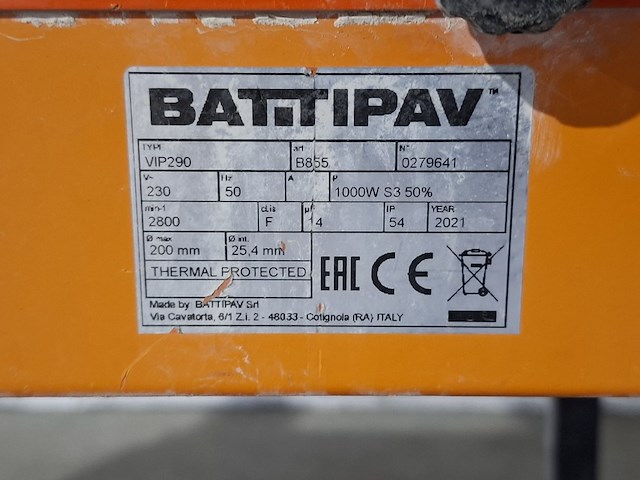 BATTIPAV™
TYPE art N°
VIP290 B855 0279641
V~ Hz A P
230 50 1000W S3 50%
min-1 cl.is µF IP YEAR
2800 F 14 54 2021
Ø max Ø int.
200 mm 25,4 mm
THERMAL PROTECTED
EAC CE
Made by BATTIPAV Srl
Via Cavatorta, 6/1 Z.i. 2 - 48033 - Cotignola (RA) ITALY